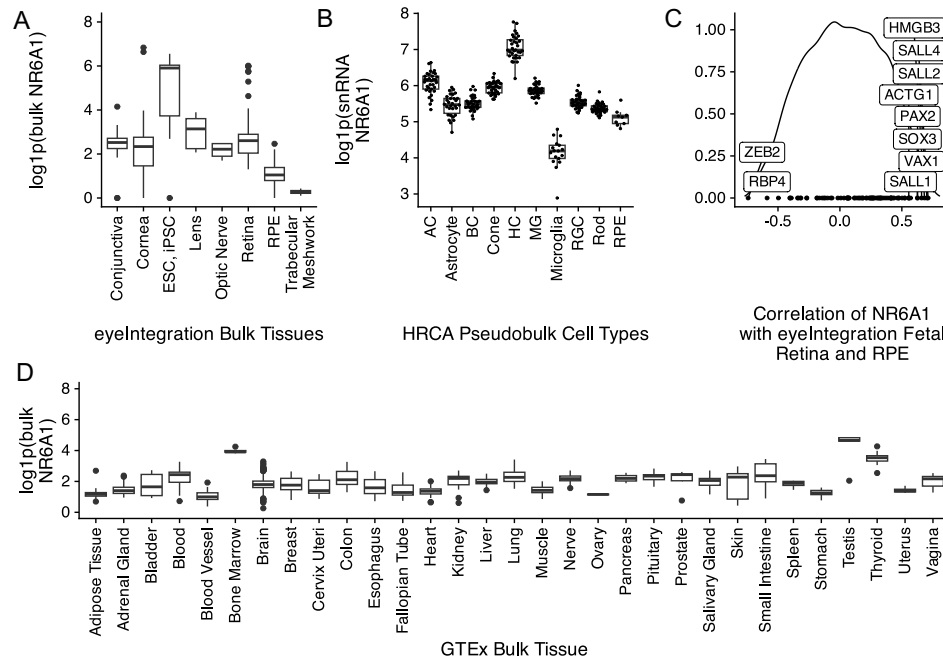 A
log1p(bulk NR6A1)
8
6
4
2
0
Conjunctiva
Cornea
ESC, iPSC
Lens
Optic Nerve
Retina
RPE
Trabecular
Meshwork
eyeIntegration Bulk Tissues
B
log1p(snRNA
NR6A1)
8
7
6
5
4
3
AC
Astrocyte
BC
Cone
HC
MG
Microglia
RGC
Rod
RPE
HRCA Pseudobulk Cell Types
C
1.00
0.75
0.50
0.25
0.00
HMGB3
SALL4
SALL2
ACTG1
PAX2
SOX3
VAX1
SALL1
ZEB2
RBP4
-0.5
0.0
0.5
Correlation of NR6A1
with eyeIntegration Fetal
Retina and RPE
D
log1p(bulk
NR6A1)
8
6
4
2
0
Adipose Tissue
Adrenal Gland
Bladder
Blood
Blood Vessel
Bone Marrow
Brain
Breast
Cervix Uteri
Colon
Esophagus
Fallopian Tube
Heart
Kidney
Liver
Lung
Muscle
Nerve
Ovary
Pancreas
Pituitary
Prostate
Salivary Gland
Skin
Small Intestine
Spleen
Stomach
Testis
Thyroid
Uterus
Vagina
GTEx Bulk Tissue